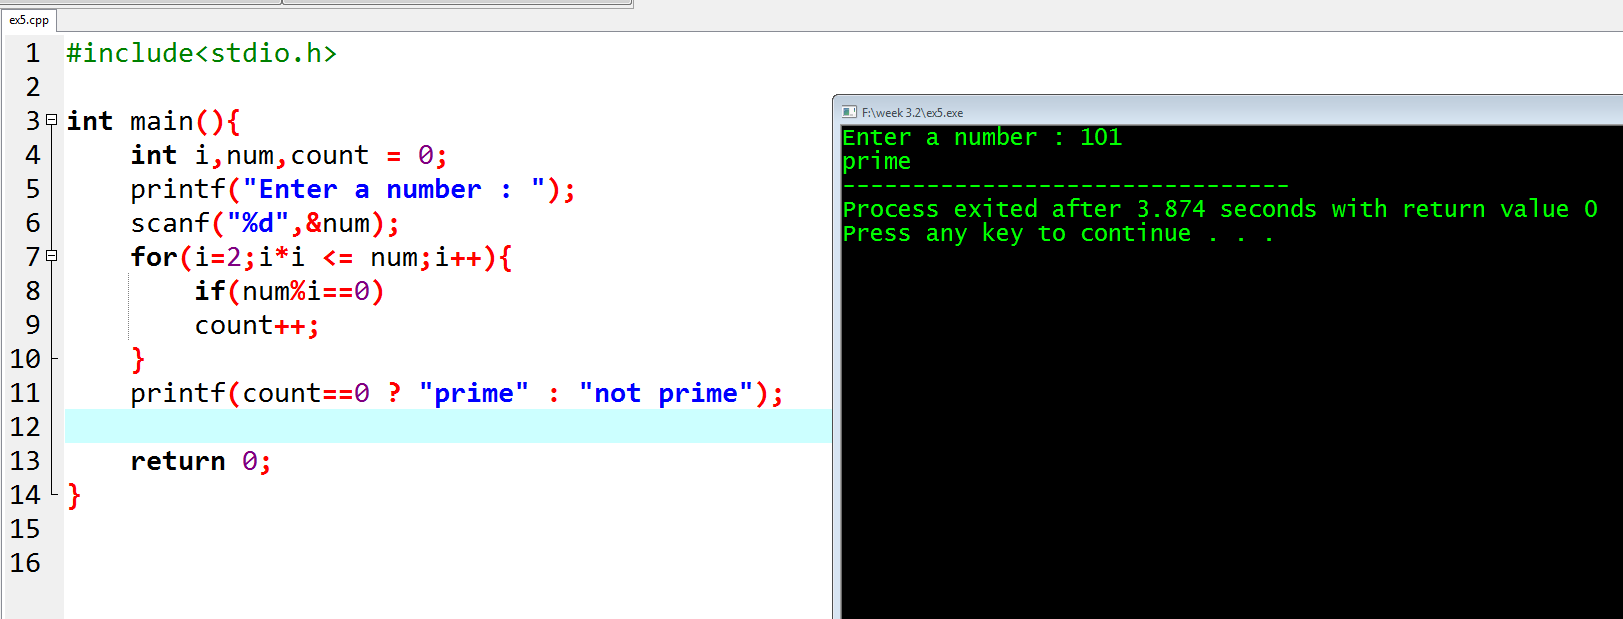 ex5.cpp
1 #include<stdio.h>
2
3 int main(){
4 int i,num,count = 0;
5 printf("Enter a number : ");
6 scanf("%d",&num);
7 for(i=2;i*i <= num;i++){
8 if(num%i==0)
9 count++;
10 }
11 printf(count==0 ? "prime" : "not prime");
12
13 return 0;
14 }
15
16
F:\week 3.2\ex5.exe
Enter a number : 101
prime
--------------------------------
Process exited after 3.874 seconds with return value 0
Press any key to continue . . .